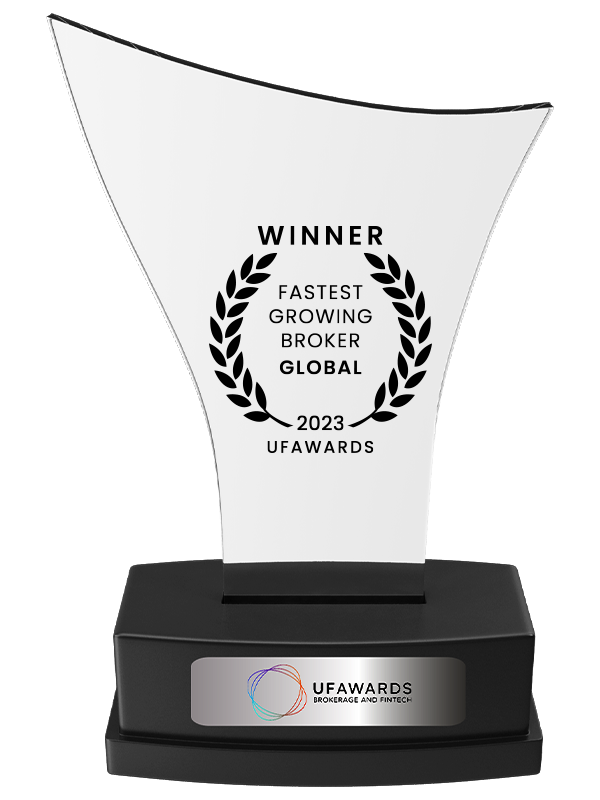 WINNER
FASTEST
GROWING
BROKER
GLOBAL
2023
UFAWARDS
UFAWARDS
BROKERAGE AND FINTECH